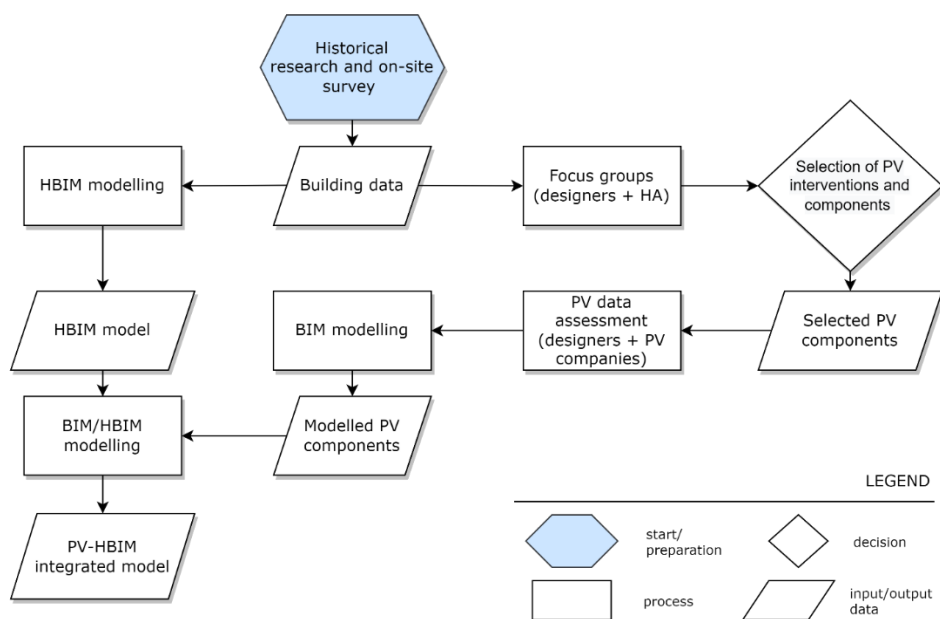 Historical
research and on-site
survey
HBIM modelling
Building data
Focus groups
(designers + HA)
Selection of PV
interventions and
components
HBIM model
BIM modelling
PV data
assessment
(designers + PV
companies)
Selected PV
components
BIM/HBIM
modelling
Modelled PV
components
PV-HBIM
integrated model
LEGEND
start/
preparation
decision
process
input/output
data